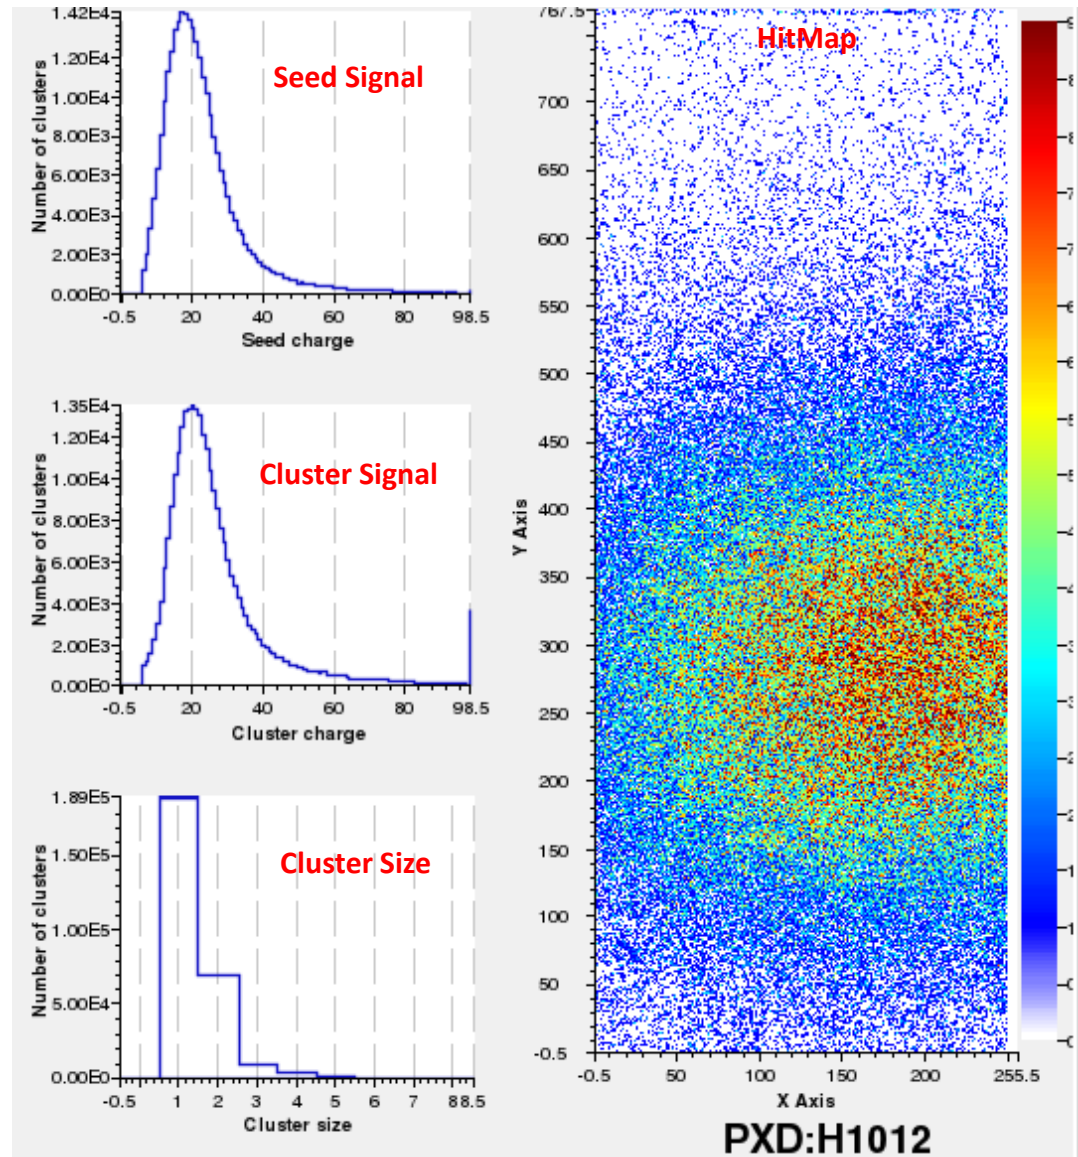 Seed Signal
Number of clusters
1.42E4
1.20E4
1.00E4
8.00E3
6.00E3
4.00E3
2.00E3
0.00E0
-0.5 20 40 60 80 98.5
Seed charge
Cluster Signal
Number of clusters
1.35E4
1.20E4
1.00E4
8.00E3
6.00E3
4.00E3
2.00E3
0.00E0
-0.5 20 40 60 80 98.5
Cluster charge
Cluster Size
Number of clusters
1.89E5
1.50E5
1.00E5
5.00E4
0.00E0
-0.5 1 2 3 4 5 6 7 88.5
Cluster size
HitMap
Y Axis
767.5
700
650
600
550
500
450
400
350
300
250
200
150
100
50
-0.5
-0.5 50 100 150 200 255.5
X Axis
PXD:H1012